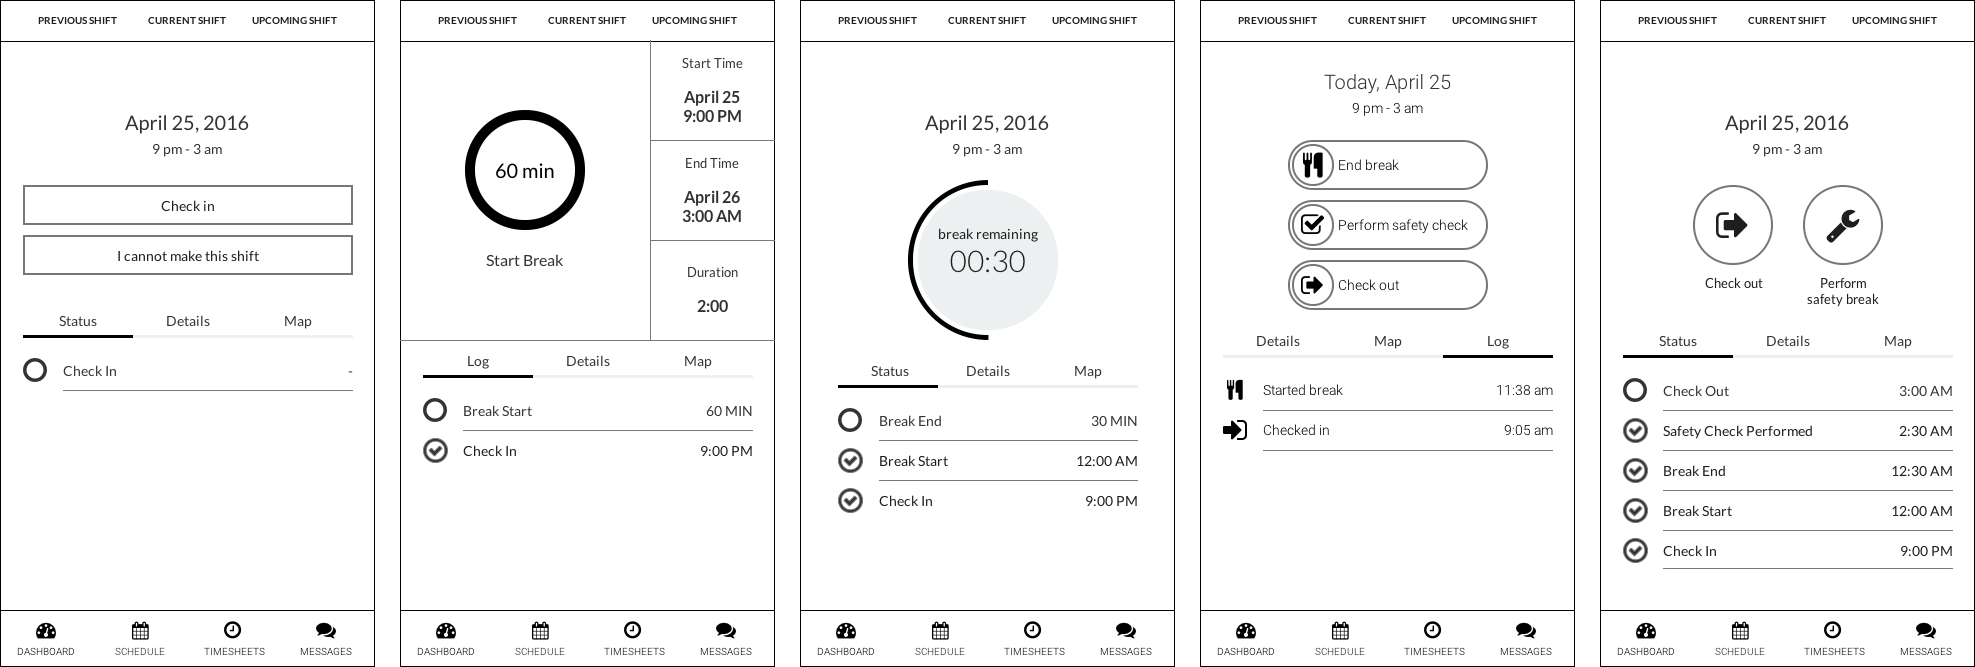 PREVIOUS SHIFT CURRENT SHIFT UPCOMING SHIFT
April 25, 2016
9 pm - 3 am
Check in
I cannot make this shift
Status Details Map
Check In -
DASHBOARD SCHEDULE TIMESHEETS MESSAGES
PREVIOUS SHIFT CURRENT SHIFT UPCOMING SHIFT
60 min
Start Break
Start Time
April 25
9:00 PM
End Time
April 26
3:00 AM
Duration
2:00
Log Details Map
Break Start 60 MIN
Check In 9:00 PM
DASHBOARD SCHEDULE TIMESHEETS MESSAGES
PREVIOUS SHIFT CURRENT SHIFT UPCOMING SHIFT
April 25, 2016
9 pm - 3 am
break remaining
00:30
Status Details Map
Break End 30 MIN
Break Start 12:00 AM
Check In 9:00 PM
DASHBOARD SCHEDULE TIMESHEETS MESSAGES
PREVIOUS SHIFT CURRENT SHIFT UPCOMING SHIFT
Today, April 25
9 pm - 3 am
End break
Perform safety check
Check out
Details Map Log
Started break 11:38 am
Checked in 9:05 am
DASHBOARD SCHEDULE TIMESHEETS MESSAGES
PREVIOUS SHIFT CURRENT SHIFT UPCOMING SHIFT
April 25, 2016
9 pm - 3 am
Check out
Perform
safety break
Status Details Map
Check Out 3:00 AM
Safety Check Performed 2:30 AM
Break End 12:30 AM
Break Start 12:00 AM
Check In 9:00 PM
DASHBOARD SCHEDULE TIMESHEETS MESSAGES